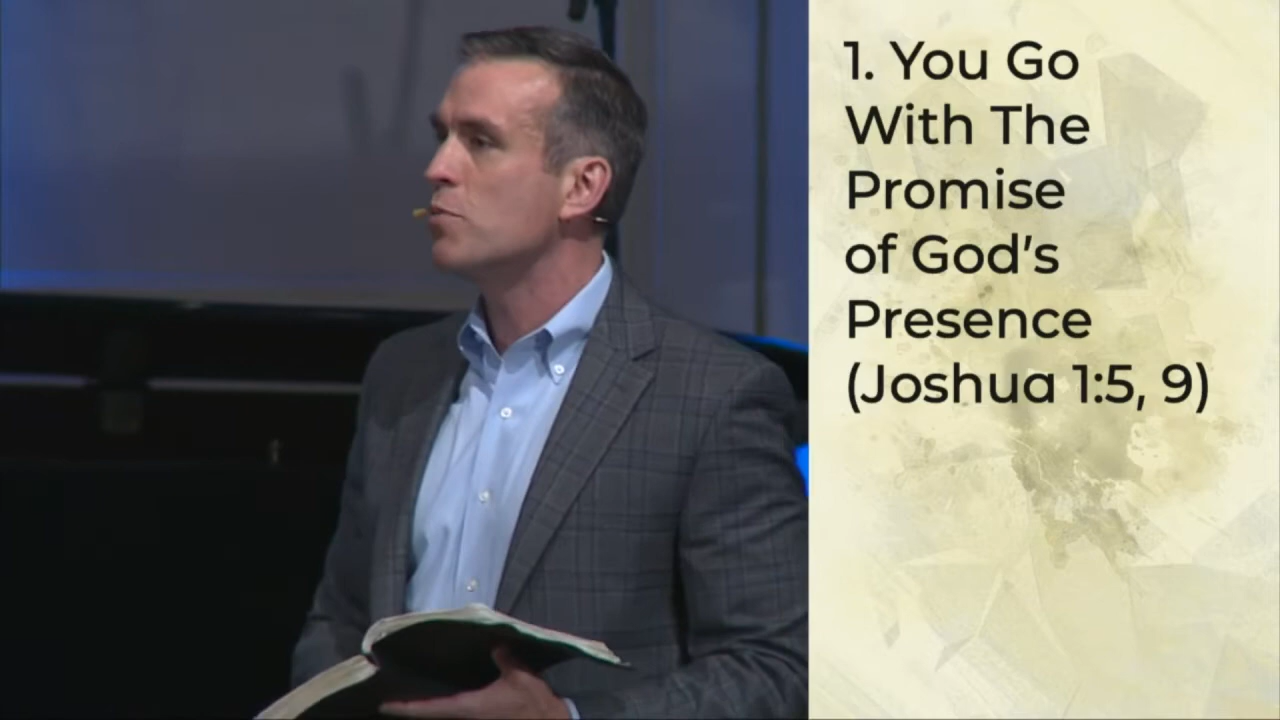 1. You Go
With The
Promise
of God's
Presence
(Joshua 1:5, 9)